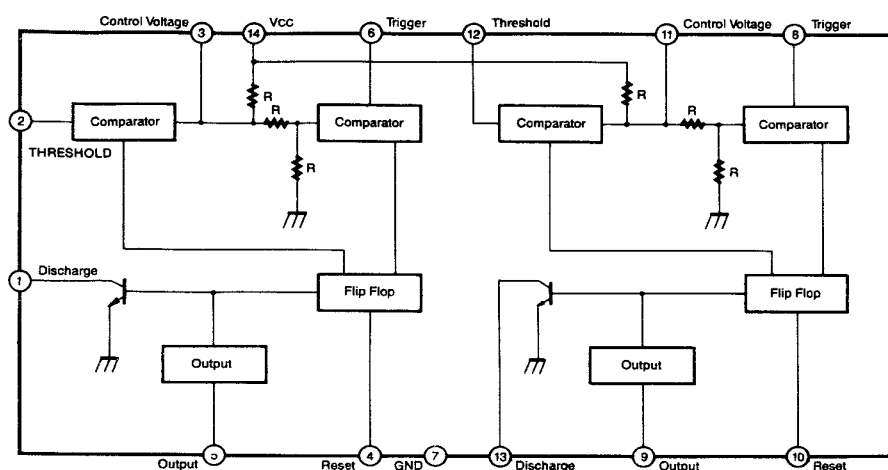 Control Voltage 3 14 Vcc 6 Trigger 12 Threshold 11 Control Voltage 8 Trigger
R R
R R
2 Comparator Comparator Comparator Comparator
THRESHOLD
R R
1 Discharge
Flip Flop Flip Flop
Output Output
Output 5 Reset 4 GND 7 13 Discharge 9 Output 10 Reset